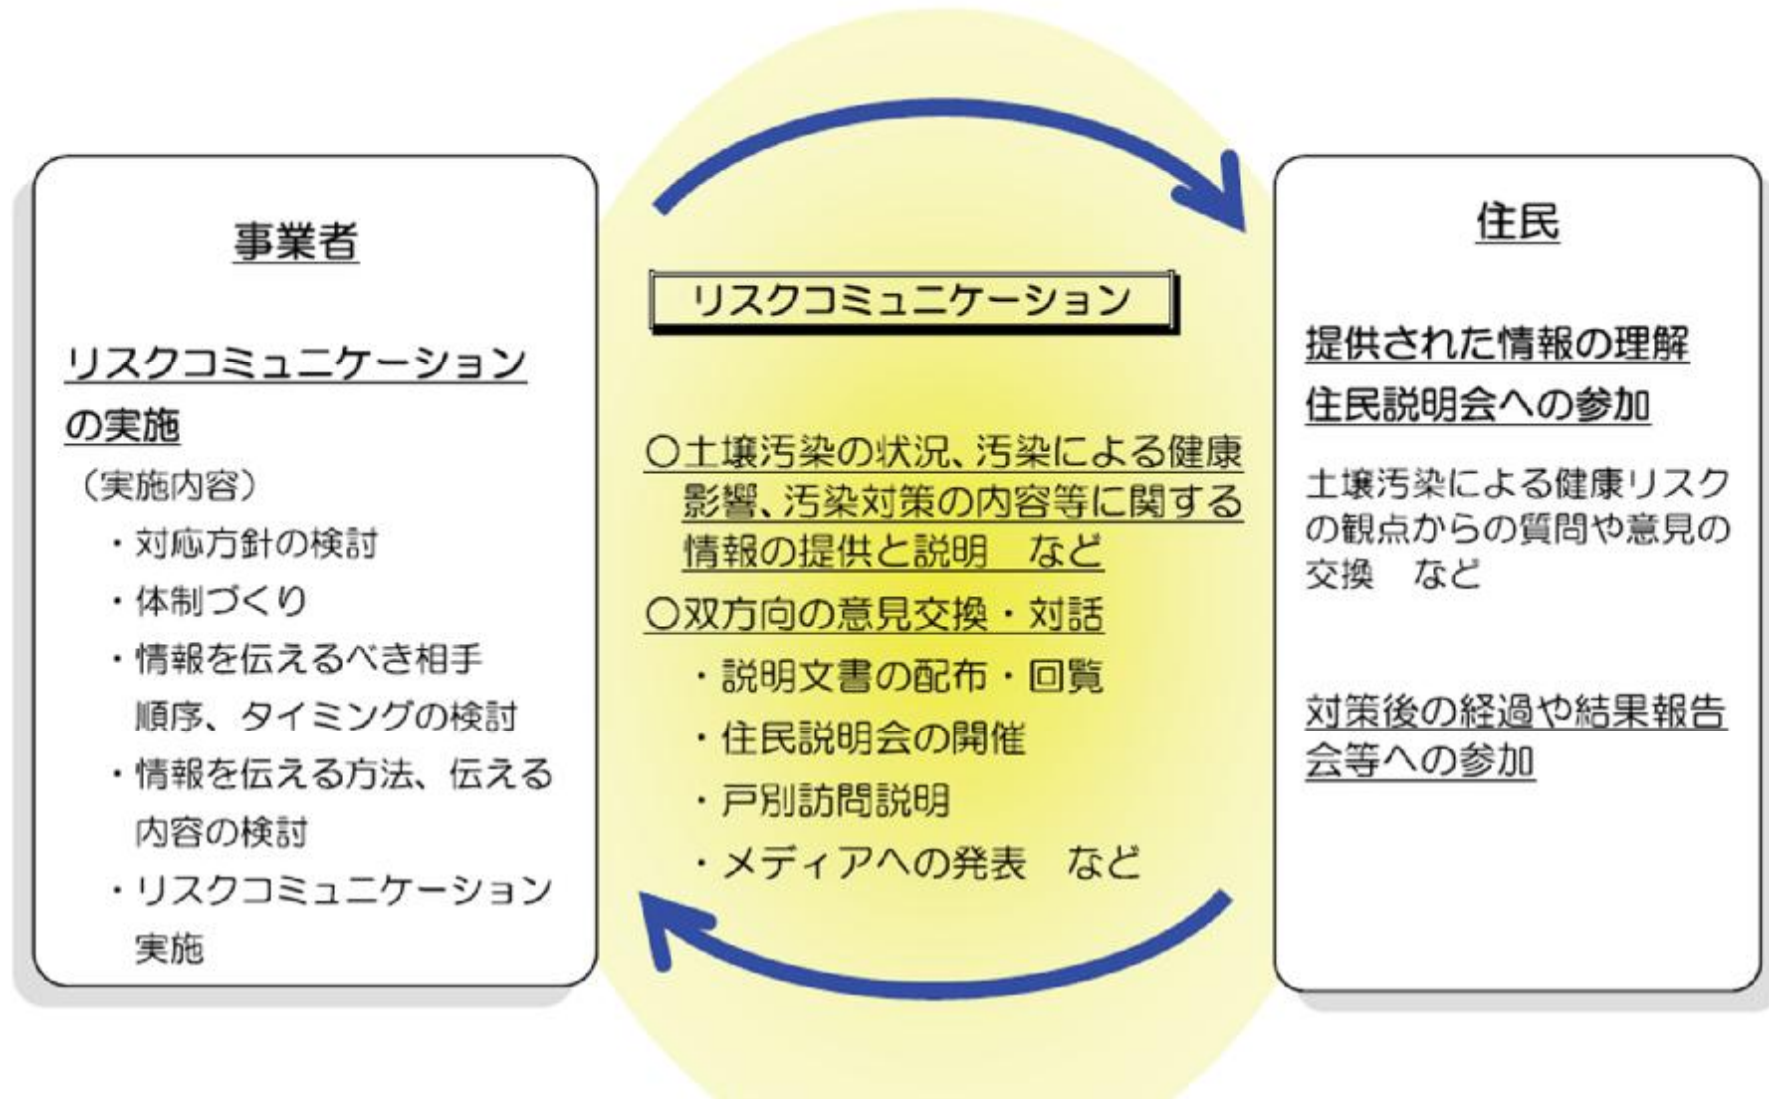 事業者
リスクコミュニケーション
の実施
（実施内容）
・対応方針の検討
・体制づくり
・情報を伝えるべき相手
順序、タイミングの検討
・情報を伝える方法、伝える
内容の検討
・リスクコミュニケーション
実施
リスクコミュニケーション
○土壌汚染の状況、汚染による健康
影響、汚染対策の内容等に関する
情報の提供と説明　など
○双方向の意見交換・対話
・説明文書の配布・回覧
・住民説明会の開催
・戸別訪問説明
・メディアへの発表　など
住民
提供された情報の理解
住民説明会への参加
土壌汚染による健康リスク
の観点からの質問や意見の
交換　など
対策後の経過や結果報告
会等への参加